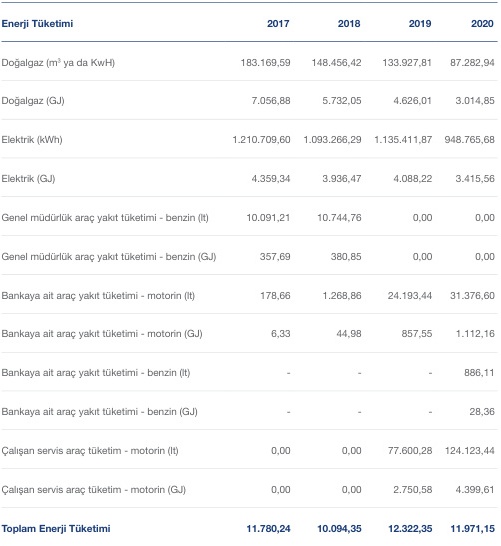 Enerji Tüketimi 2017 2018 2019 2020
Doğalgaz (m³ ya da KwH) 183.169,59 148.456,42 133.927,81 87.282,94
Doğalgaz (GJ) 7.056,88 5.732,05 4.626,01 3.014,85
Elektrik (kWh) 1.210.709,60 1.093.266,29 1.135.411,87 948.765,68
Elektrik (GJ) 4.359,34 3.936,47 4.088,22 3.415,56
Genel müdürlük araç yakıt tüketimi - benzin (lt) 10.091,21 10.744,76 0,00 0,00
Genel müdürlük araç yakıt tüketimi - benzin (GJ) 357,69 380,85 0,00 0,00
Bankaya ait araç yakıt tüketimi - motorin (lt) 178,66 1.268,86 24.193,44 31.376,60
Bankaya ait araç yakıt tüketimi - motorin (GJ) 6,33 44,98 857,55 1.112,16
Bankaya ait araç yakıt tüketimi - benzin (lt) - - - 886,11
Bankaya ait araç yakıt tüketimi - benzin (GJ) - - - 28,36
Çalışan servis araç tüketim - motorin (lt) 0,00 0,00 77.600,28 124.123,44
Çalışan servis araç tüketim - motorin (GJ) 0,00 0,00 2.750,58 4.399,61
Toplam Enerji Tüketimi 11.780,24 10.094,35 12.322,35 11.971,15